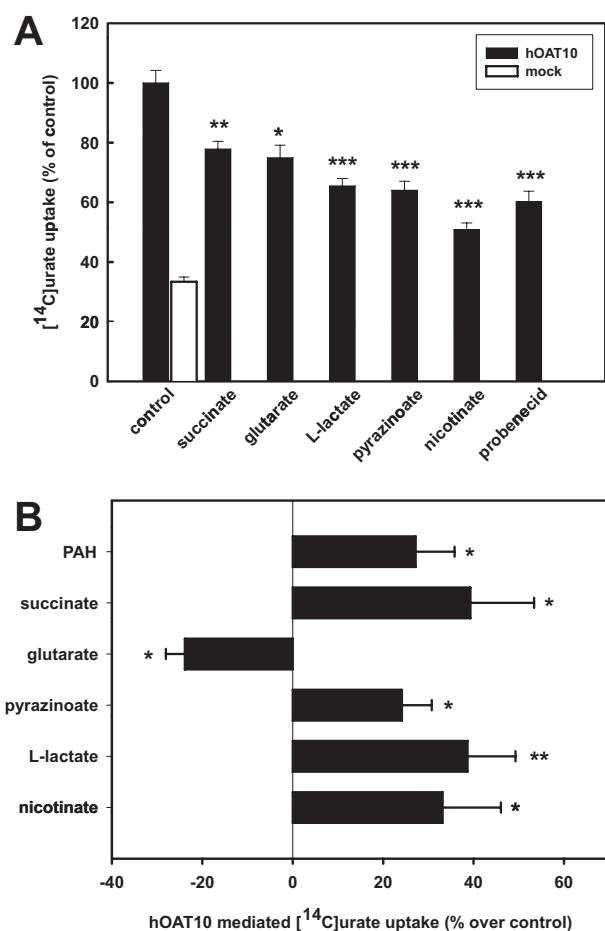 A
[14C]urate uptake (% of control)
120
100
80
60
40
20
0
hOAT10
mock
**
*
***
***
***
***
control
succinate
glutarate
L-lactate
pyrazinoate
nicotinate
probenecid
B
PAH
*
succinate
*
glutarate
*
pyrazinoate
*
L-lactate
**
nicotinate
*
-40 -20 0 20 40 60
hOAT10 mediated [14C]urate uptake (% over control)